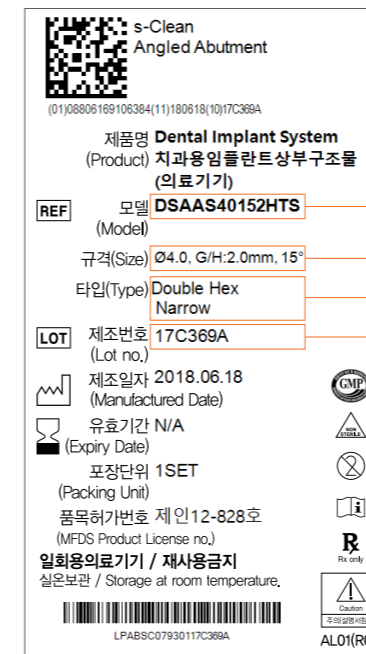 s-Clean
Angled Abutment
(01)08806169106384(11)180618(10)17C369A
제품명 Dental Implant System
(Product) 치과용임플란트상부구조물
(의료기기)
REF 모델 DSAAS40152HTS
(Model)
규격(Size) Ø4.0, G/H:2.0mm, 15°
타입(Type) Double Hex
Narrow
LOT 제조번호 17C369A
(Lot no.)
제조일자 2018.06.18
(Manufactured Date)
GMP
유효기간 N/A
(Expiry Date)
NON
STERILE
포장단위 1SET
(Packing Unit)
2
품목허가번호 제인12-828호
(MFDS Product License no.)
i
일회용의료기기 / 재사용금지
실온보관 / Storage at room temperature.
Rx
Rx only
LPABSC07930117C369A
Caution
AL01(R0